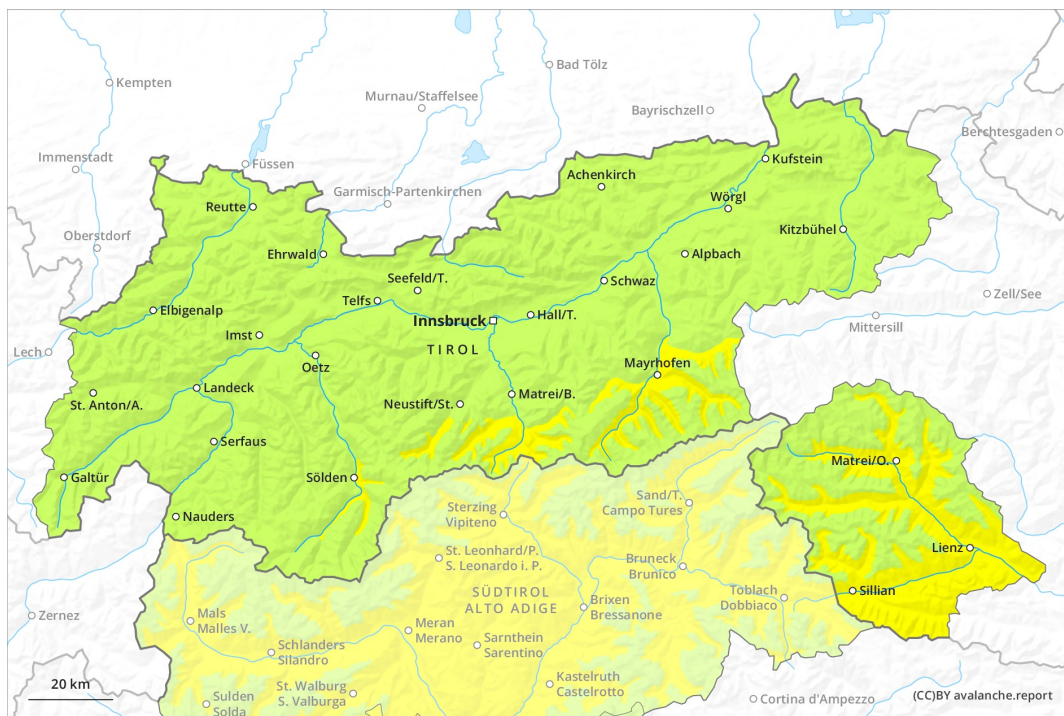 Kempten
Bad Tölz
Murnau/Staffelsee
Bayrischzell
Berchtesgaden
Immenstadt
Füssen
Kufstein
Garmisch-Partenkirchen
Achenkirch
Reutte
Wörgl
Oberstdorf
Kitzbühel
Ehrwald
Alpbach
Seefeld/T.
Schwaz
Telfs
Zell/See
Elbigenalp
Innsbruck
Hall/T.
Mittersill
Imst
TIROL
Lech
Oetz
Mayrhofen
Landeck
St. Anton/A.
Neustift/St.
Matrei/B.
Serfaus
Matrei/O.
Galtür
Sölden
Sand/T.
Campo Tures
Sterzing
Vipiteno
Nauders
Lienz
St. Leonhard/P.
S. Leonardo i. P.
Bruneck
Brunico
SÜDTIROL
ALTO ADIGE
Sillian
Toblach
Dobbiaco
Brixen
Bressanone
Zernez
Mals
Malles V.
Meran
Merano
Schlanders
Silandro
Sarnthein
Sarentino
Kastelruth
Castelrotto
20 km
St. Walburg
S. Valburga
Sulden
Solda
Cortina d'Ampezzo
(CC)BY avalanche.report